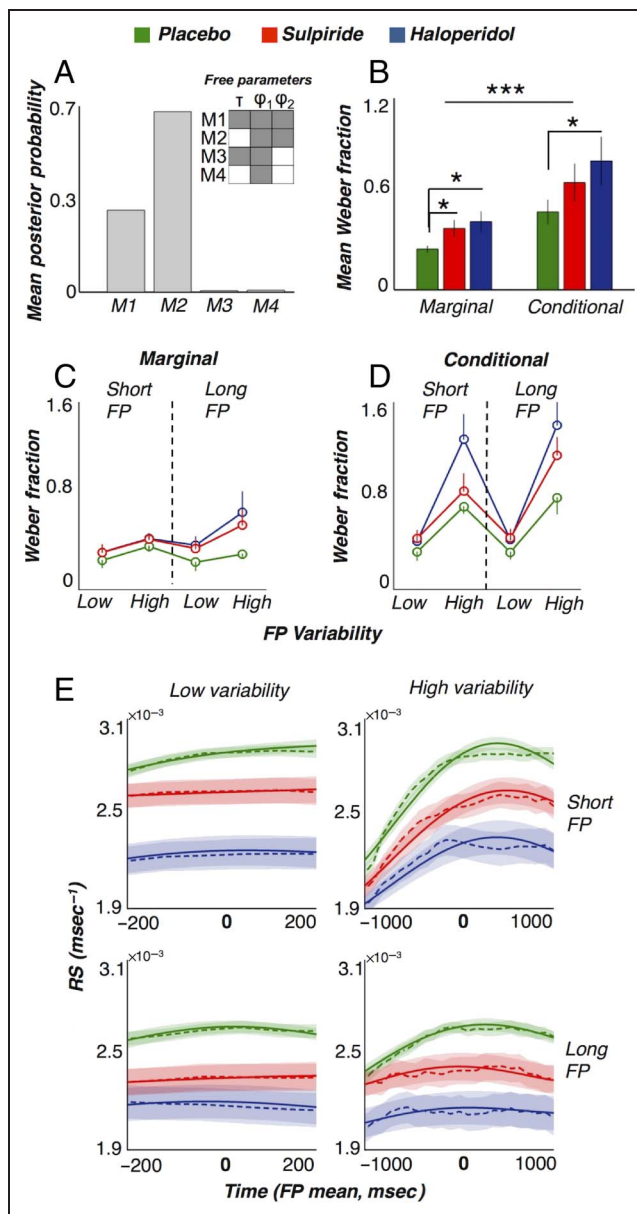 Placebo Sulpiride Haloperidol
A
Free parameters
τ φ1 φ2
M1
M2
M3
M4
Mean posterior probability
0.7
0.3
0
M1 M2 M3 M4
B
Mean Weber fraction
1.2
0.6
0
***
*
*
*
Marginal Conditional
C
Marginal
Short FP
Long FP
Weber fraction
1.6
0.8
0
Low High Low High
D
Conditional
Short FP
Long FP
Weber fraction
1.6
0.8
0
Low High Low High
FP Variability
E
Low variability High variability
×10⁻³ ×10⁻³
3.1 3.1
2.5 2.5
1.9 1.9
Short FP
−200 0 200 −1000 0 1000
RS (msec⁻¹)
×10⁻³ ×10⁻³
3.1 3.1
2.5 2.5
1.9 1.9
Long FP
−200 0 200 −1000 0 1000
Time (FP mean, msec)